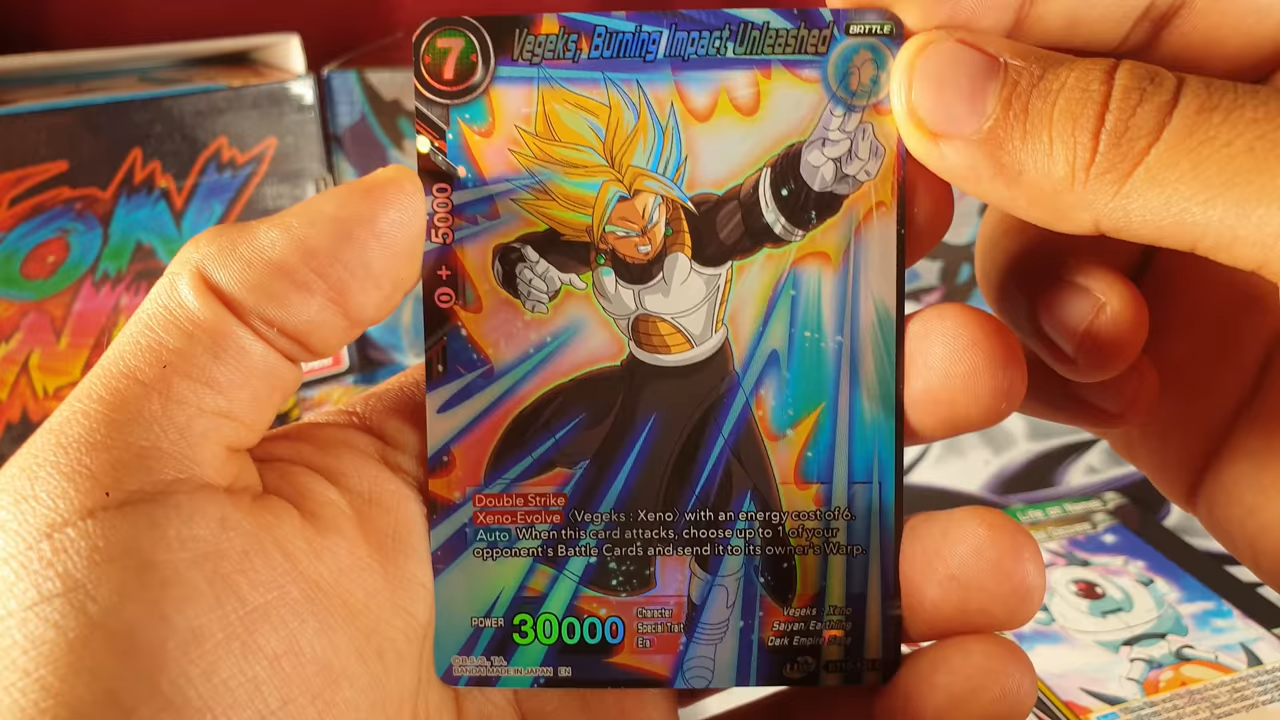 7
Vegeks, Burning Impact Unleashed
BATTLE
0 + 5000
Double Strike
Xeno-Evolve 〈Vegeks : Xeno〉 with an energy cost of 6.
Auto When this card attacks, choose up to 1 of your
opponent's Battle Cards and send it to its owner's Warp.
POWER 30000
Character Vegeks : Xeno
Special Trait Saiyan/Earthling
Era Dark Empire Saga
©B.S./S., T.A.
BANDAI MADE IN JAPAN EN
ON